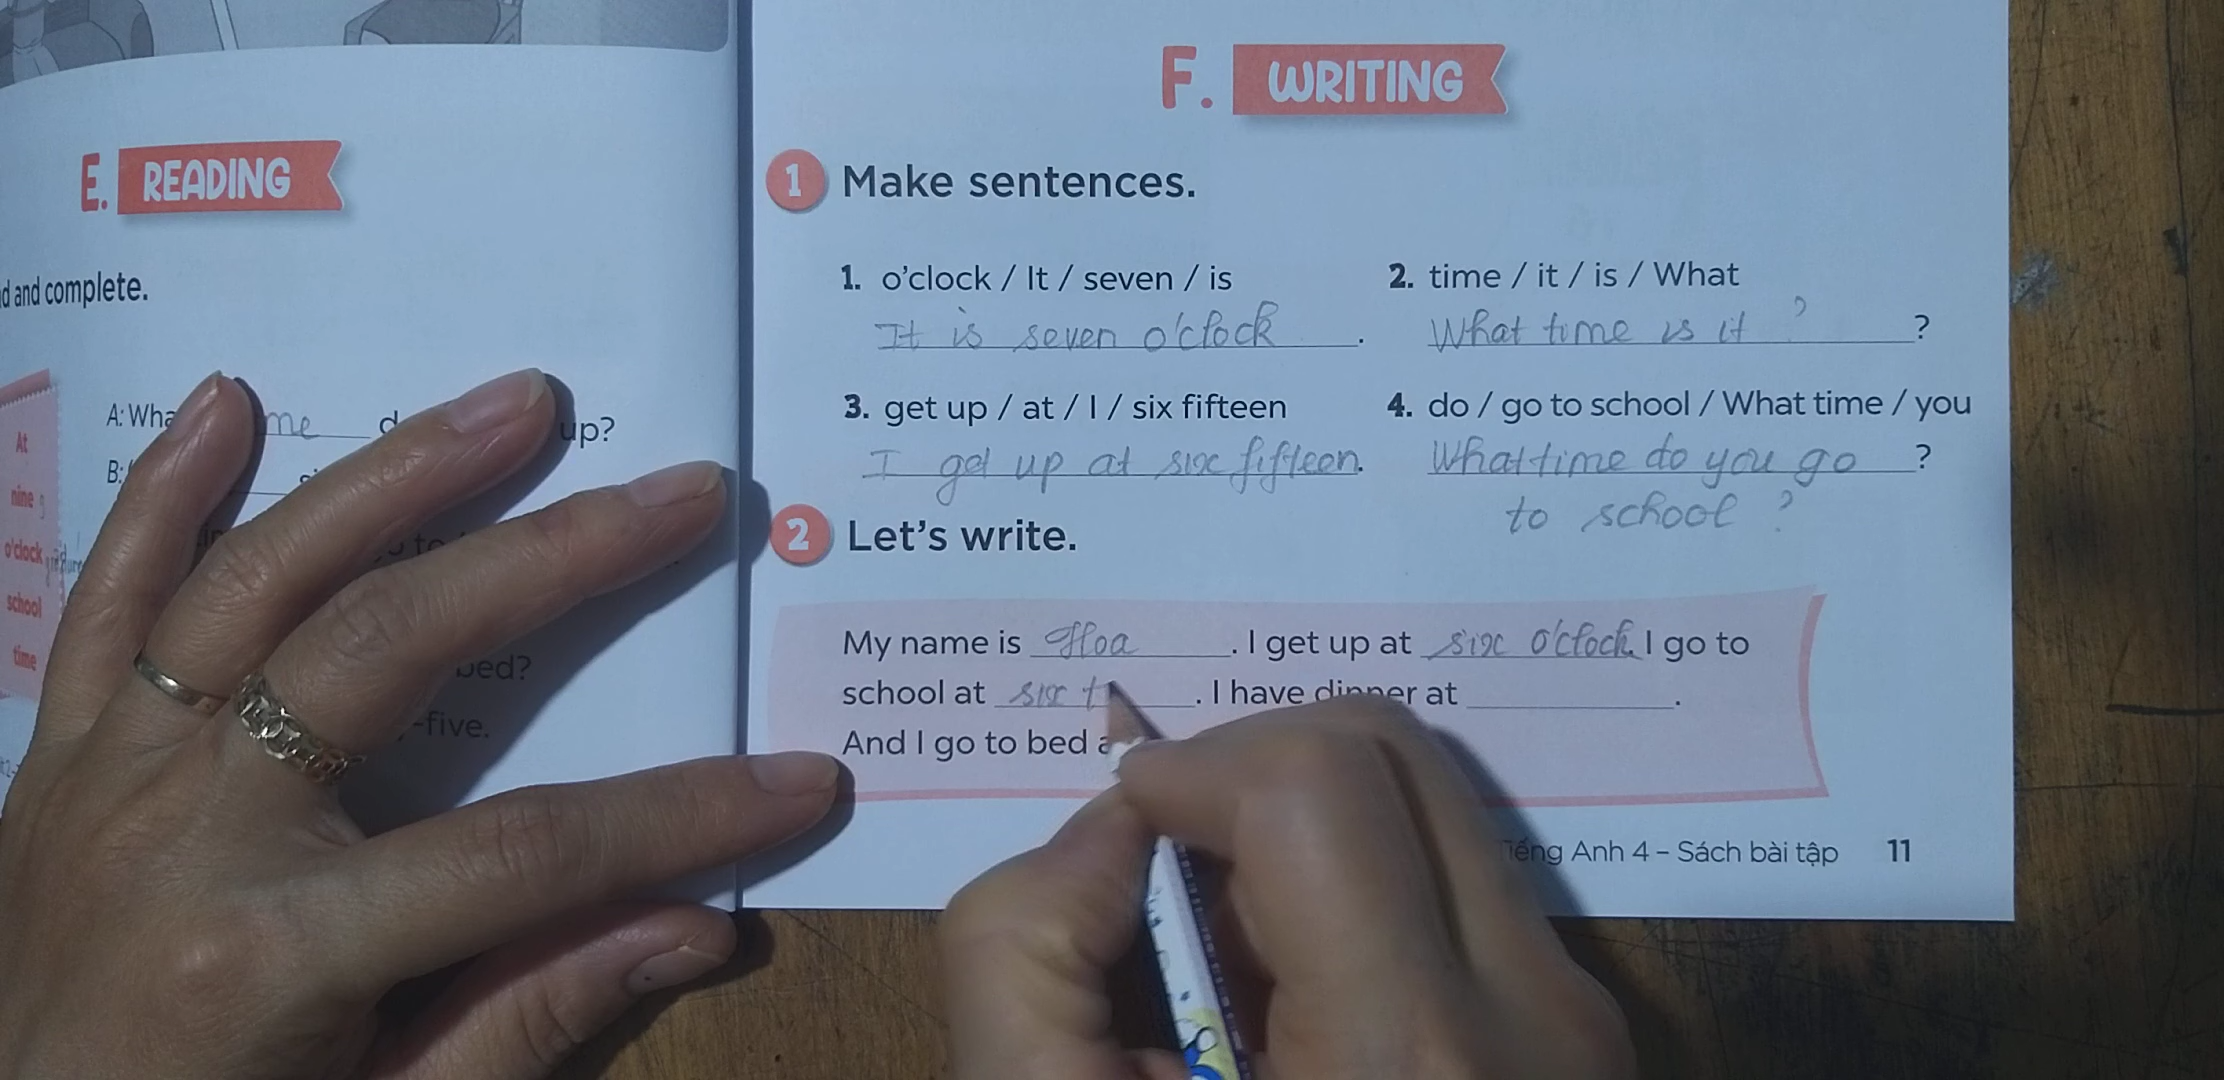 E. READING
d and complete.
At
nine
o'clock
school
time
A: Wha me d up?
B:
to
bed?
-five.
F. WRITING
1 Make sentences.
1. o'clock / It / seven / is
It is seven o'clock.
2. time / it / is / What
What time is it ? ?
3. get up / at / I / six fifteen
I get up at six fifteen.
4. do / go to school / What time / you
What time do you go ?
to school ?
2 Let's write.
My name is Hoa . I get up at six o'clock. I go to
school at six t . I have dinner at .
And I go to bed a
Tiếng Anh 4 – Sách bài tập 11